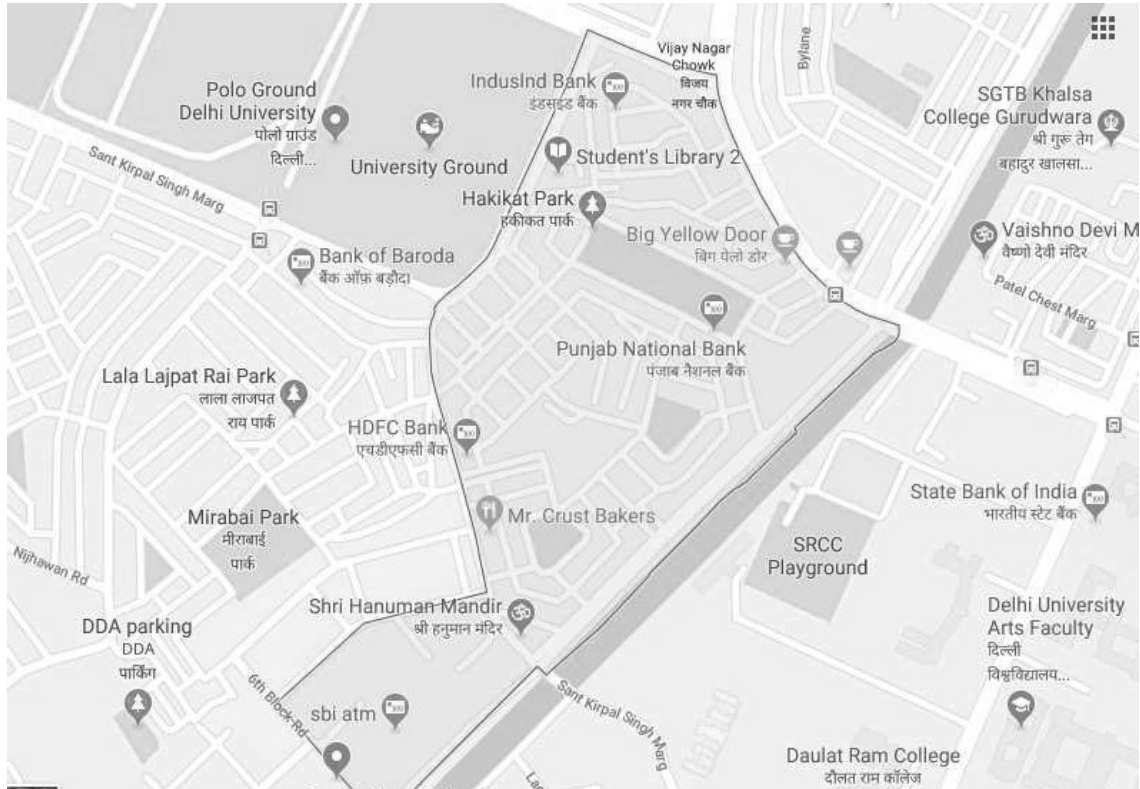 Vijay Nagar
Chowk
विजय
नगर चौक
Bylane
IndusInd Bank
इंडसइंड बैंक
Polo Ground
Delhi University
पोलो ग्राउंड
दिल्ली...
SGTB Khalsa
College Gurudwara
श्री गुरू तेग
बहादुर खालसा...
University Ground
Student's Library 2
Sant Kirpal Singh Marg
Hakikat Park
हकीकत पार्क
Big Yellow Door
बिग येलो डोर
Vaishno Devi M
वैष्णो देवी मंदिर
Bank of Baroda
बैंक ऑफ़ बड़ौदा
Patel Chest Marg
Punjab National Bank
पंजाब नैशनल बैंक
Lala Lajpat Rai Park
लाला लाजपत
राय पार्क
HDFC Bank
एचडीएफसी बैंक
State Bank of India
भारतीय स्टेट बैंक
Mirabai Park
मीराबाई
पार्क
Mr. Crust Bakers
SRCC
Playground
Nijhawan Rd
Shri Hanuman Mandir
श्री हनुमान मंदिर
Delhi University
Arts Faculty
दिल्ली
विश्वविद्यालय...
DDA parking
DDA
पार्किंग
6th Block Rd
sbi atm
Sant Kirpal Singh Marg
Daulat Ram College
दौलत राम कॉलेज